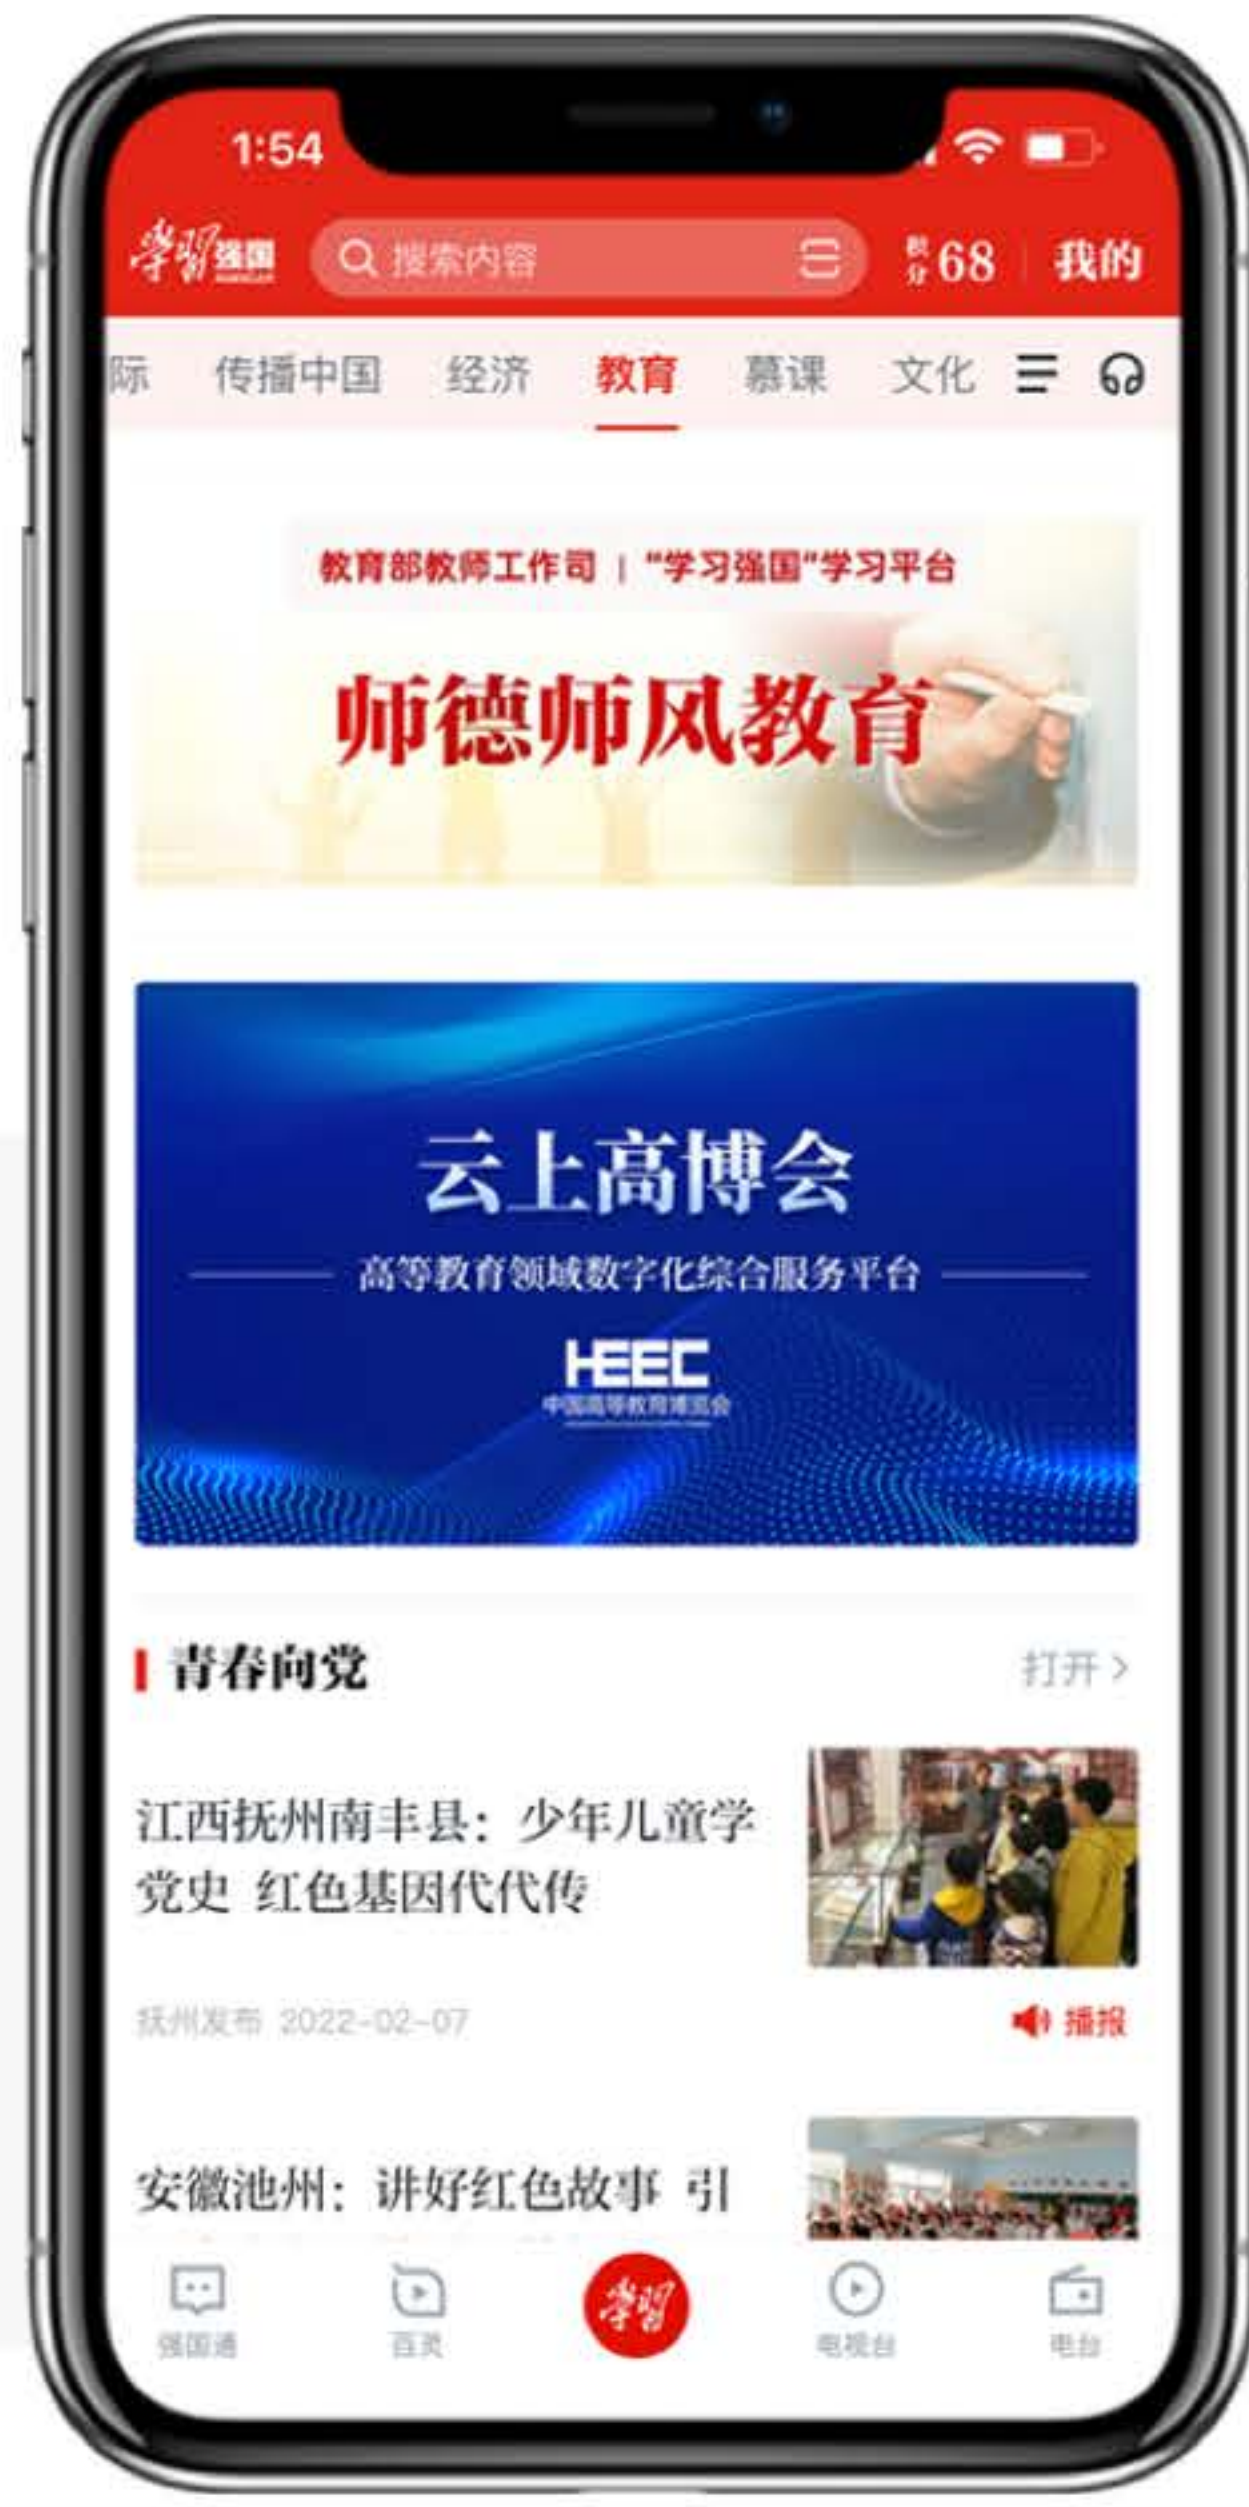 1:54
學習强国
搜索内容
积分 68
我的
际 传播中国 经济 教育 慕课 文化
教育部教师工作司 | “学习强国”学习平台
师德师风教育
云上高博会
高等教育领域数字化综合服务平台
HEEC
中国高等教育博览会
青春向党
打开
江西抚州南丰县：少年儿童学
党史 红色基因代代传
抚州发布 2022-02-07
播报
安徽池州：讲好红色故事 引
强国通 百灵 學習 电视台 电台